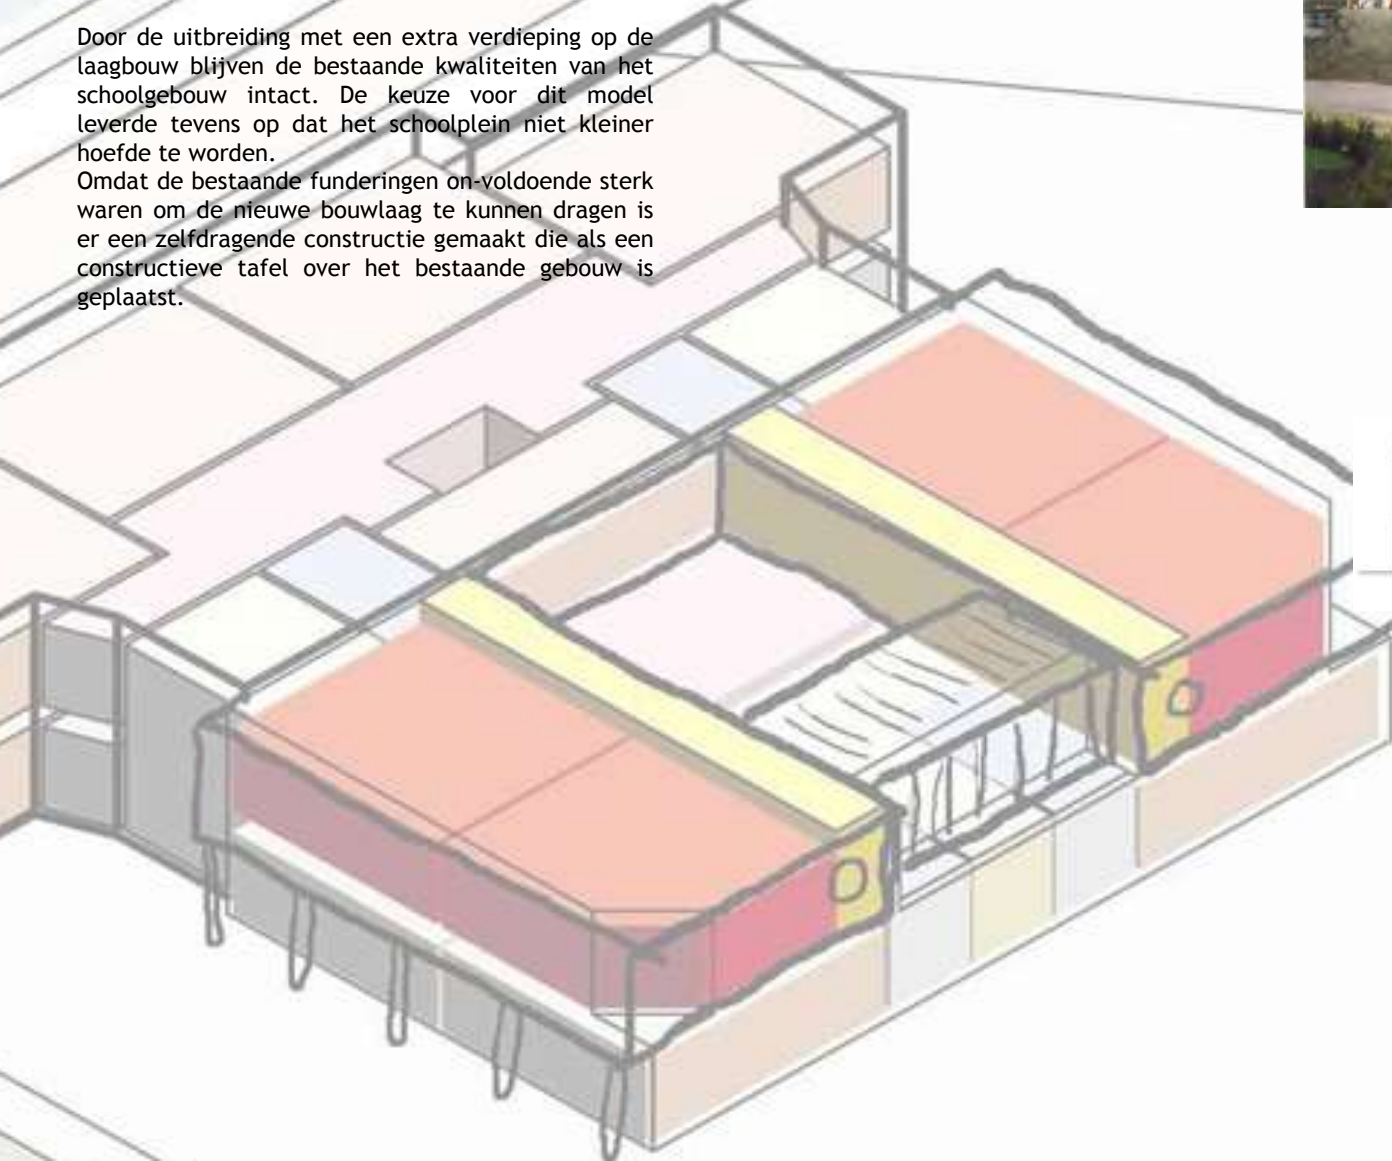 Door de uitbreiding met een extra verdieping op de
laagbouw blijven de bestaande kwaliteiten van het
schoolgebouw intact. De keuze voor dit model
leverde tevens op dat het schoolplein niet kleiner
hoefde te worden.
Omdat de bestaande funderingen on-voldoende sterk
waren om de nieuwe bouwlaag te kunnen dragen is
er een zelfdragende constructie gemaakt die als een
constructieve tafel over het bestaande gebouw is
geplaatst.